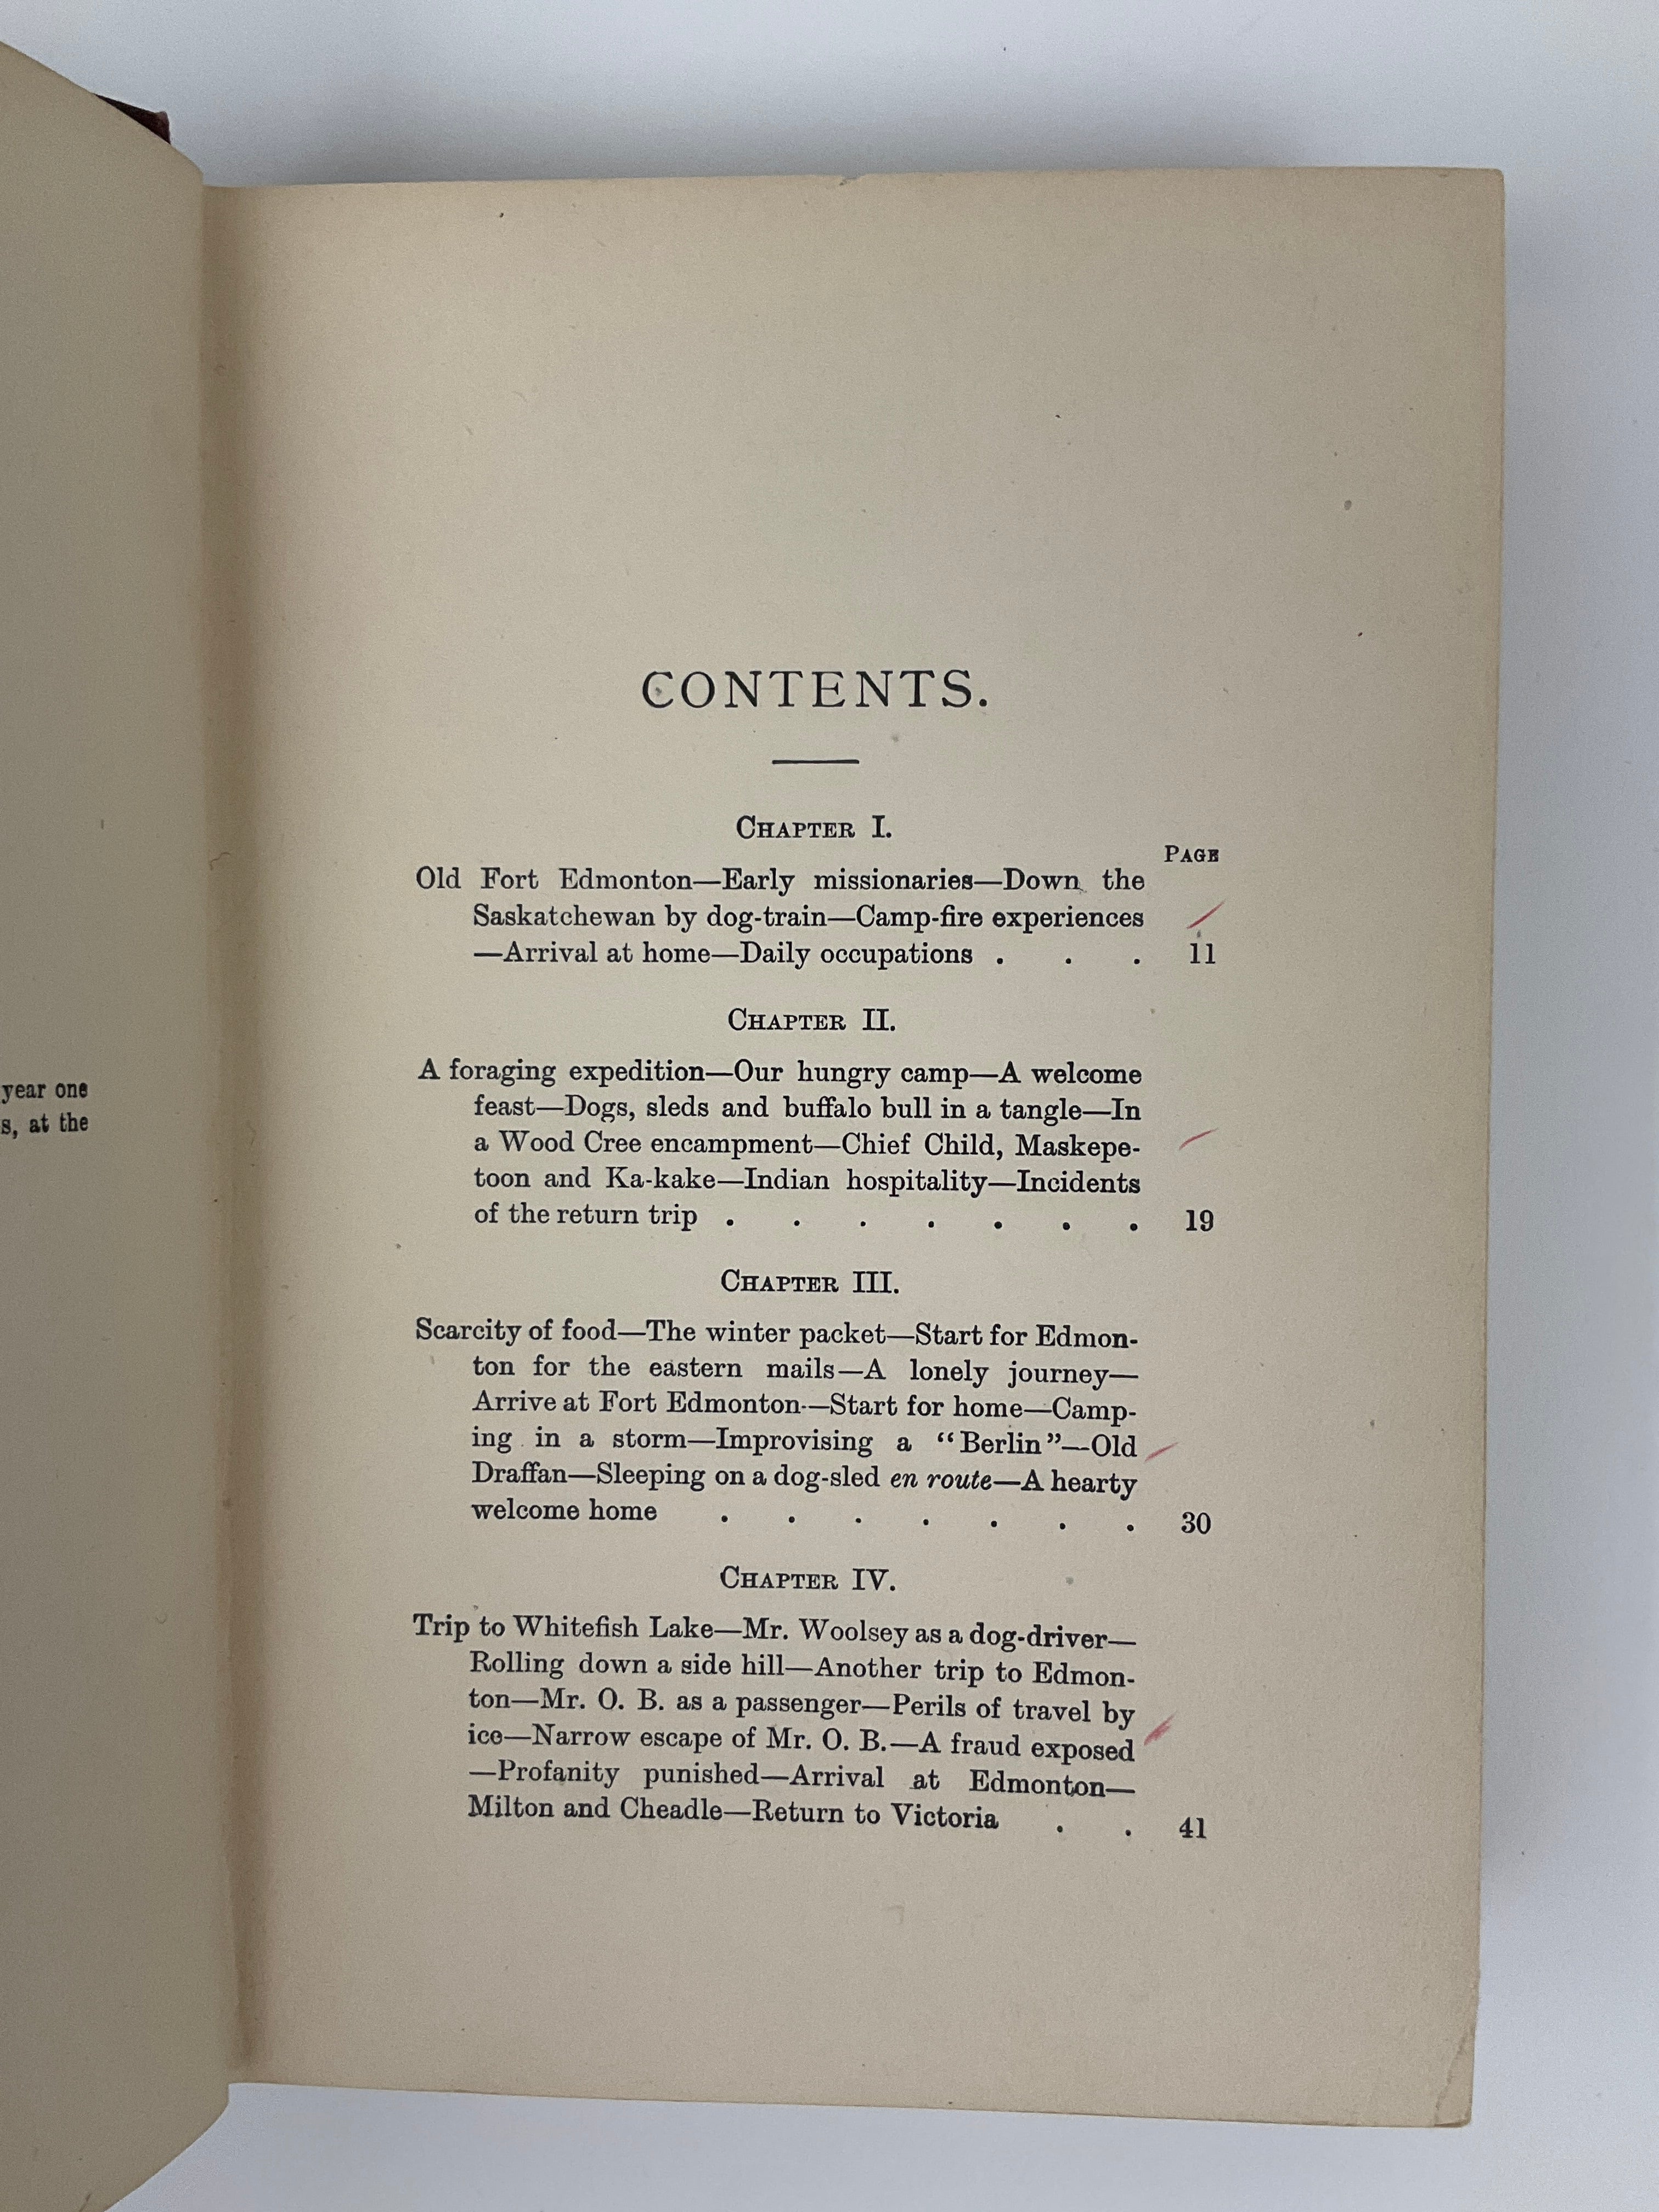 year one
s, at the
CONTENTS.
CHAPTER I.
PAGE
Old Fort Edmonton—Early missionaries—Down the
Saskatchewan by dog-train—Camp-fire experiences
—Arrival at home—Daily occupations . . . 11
CHAPTER II.
A foraging expedition—Our hungry camp—A welcome
feast—Dogs, sleds and buffalo bull in a tangle—In
a Wood Cree encampment—Chief Child, Maskepe-
toon and Ka-kake—Indian hospitality—Incidents
of the return trip . . . . . . . 19
CHAPTER III.
Scarcity of food—The winter packet—Start for Edmon-
ton for the eastern mails—A lonely journey—
Arrive at Fort Edmonton—Start for home—Camp-
ing in a storm—Improvising a “Berlin”—Old
Draffan—Sleeping on a dog-sled en route—A hearty
welcome home . . . . . . . 30
CHAPTER IV.
Trip to Whitefish Lake—Mr. Woolsey as a dog-driver—
Rolling down a side hill—Another trip to Edmon-
ton—Mr. O. B. as a passenger—Perils of travel by
ice—Narrow escape of Mr. O. B.—A fraud exposed
—Profanity punished—Arrival at Edmonton—
Milton and Cheadle—Return to Victoria . . 41